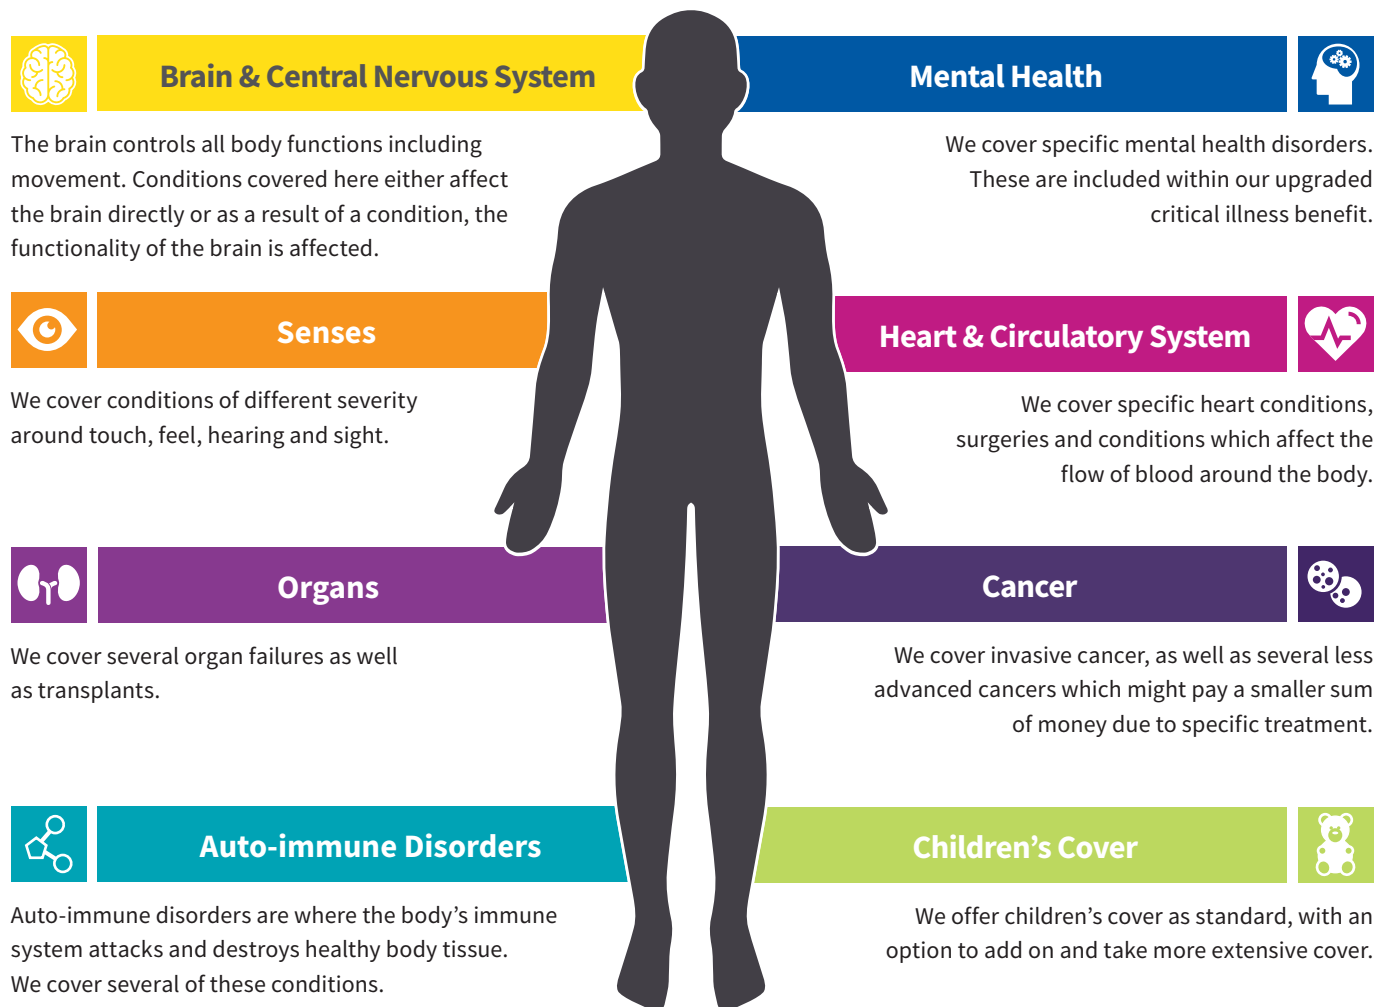 Brain & Central Nervous System
The brain controls all body functions including
movement. Conditions covered here either affect
the brain directly or as a result of a condition, the
functionality of the brain is affected.
Mental Health
We cover specific mental health disorders.
These are included within our upgraded
critical illness benefit.
Senses
We cover conditions of different severity
around touch, feel, hearing and sight.
Heart & Circulatory System
We cover specific heart conditions,
surgeries and conditions which affect the
flow of blood around the body.
Organs
We cover several organ failures as well
as transplants.
Cancer
We cover invasive cancer, as well as several less
advanced cancers which might pay a smaller sum
of money due to specific treatment.
Auto-immune Disorders
Auto-immune disorders are where the body’s immune
system attacks and destroys healthy body tissue.
We cover several of these conditions.
Children’s Cover
We offer children’s cover as standard, with an
option to add on and take more extensive cover.